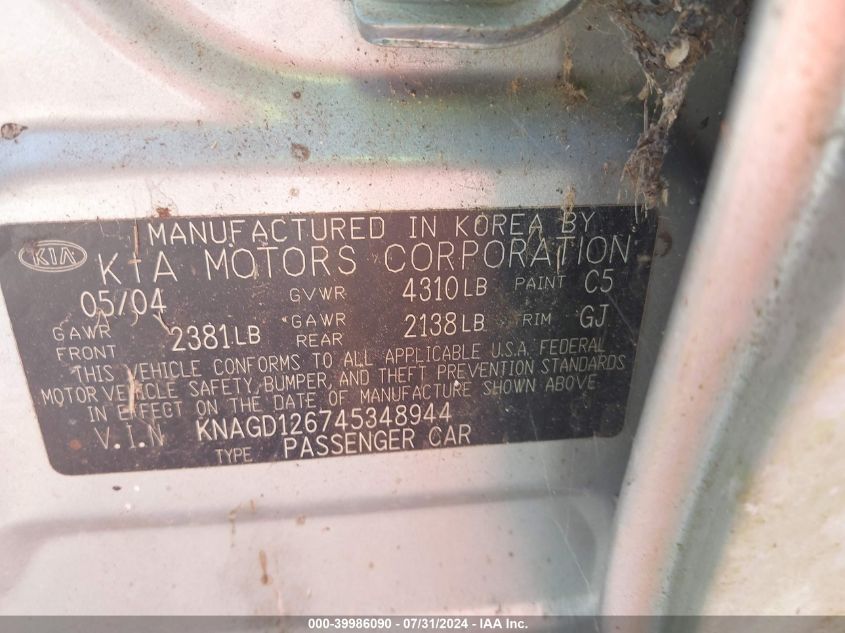 MANUFACTURED IN KOREA BY
KIA KIA MOTORS CORPORATION
05/04 GVWR 4310LB PAINT C5
GAWR FRONT 2381LB GAWR REAR 2138LB RIM GJ
THIS VEHICLE CONFORMS TO ALL APPLICABLE U.S.A. FEDERAL
MOTOR VEHICLE SAFETY, BUMPER, AND THEFT PREVENTION STANDARDS
IN EFFECT ON THE DATE OF MANUFACTURE SHOWN ABOVE.
V.I.N KNAGD126745348944
TYPE PASSENGER CAR
000-39986090 - 07/31/2024 - IAA Inc.